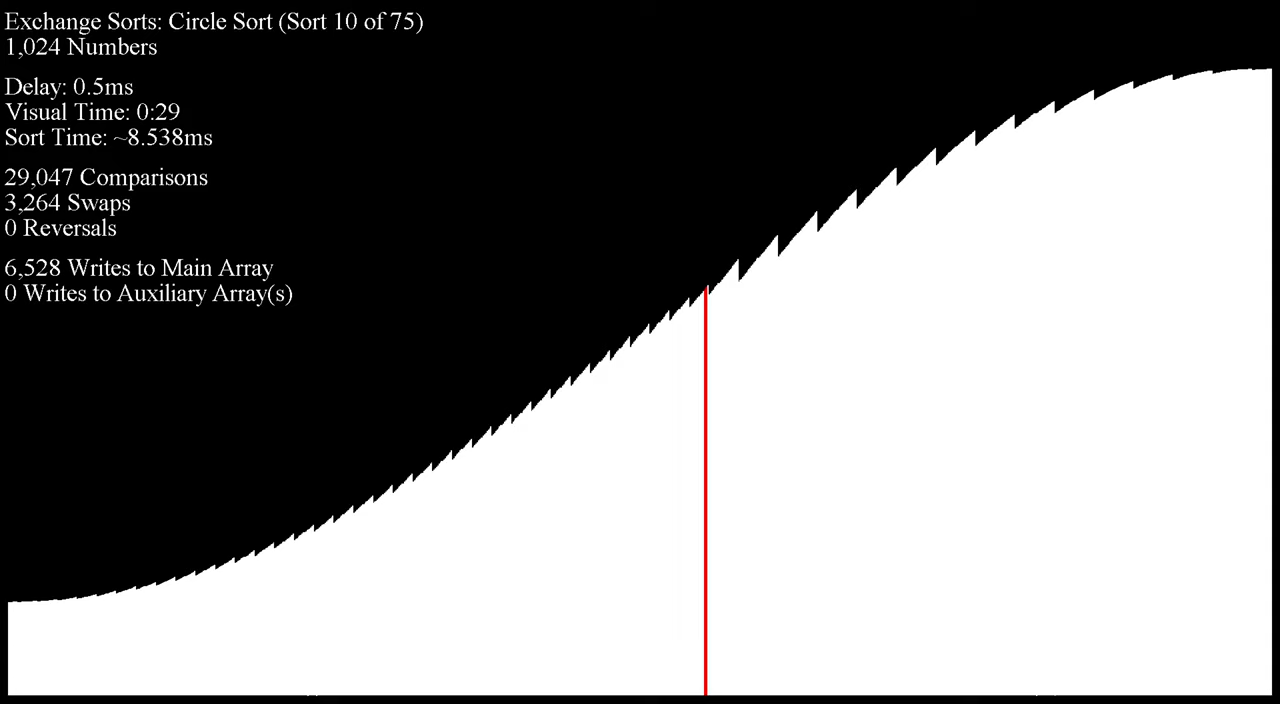 Exchange Sorts: Circle Sort (Sort 10 of 75)
1,024 Numbers
Delay: 0.5ms
Visual Time: 0:29
Sort Time: ~8.538ms
29,047 Comparisons
3,264 Swaps
0 Reversals
6,528 Writes to Main Array
0 Writes to Auxiliary Array(s)